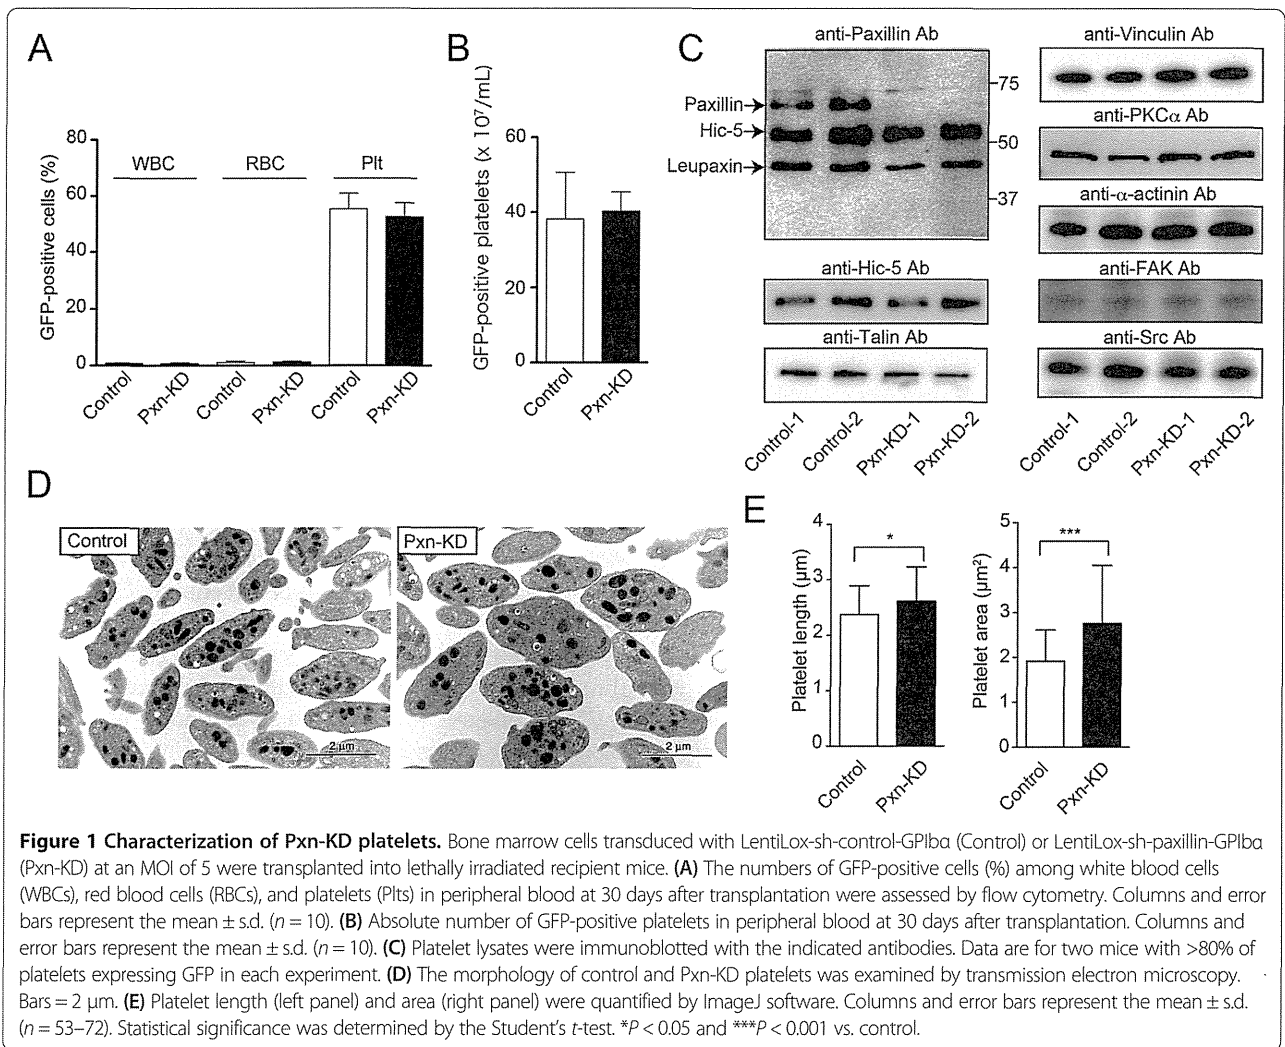 A
GFP-positive cells (%)
80
60
40
20
0
WBC
RBC
Plt
Control
Pxn-KD
Control
Pxn-KD
Control
Pxn-KD
B
GFP-positive platelets (x 10⁷/mL)
60
40
20
0
Control
Pxn-KD
C
anti-Paxillin Ab
Paxillin
Hic-5
Leupaxin
75
50
37
anti-Hic-5 Ab
anti-Talin Ab
Control-1
Control-2
Pxn-KD-1
Pxn-KD-2
anti-Vinculin Ab
anti-PKCα Ab
anti-α-actinin Ab
anti-FAK Ab
anti-Src Ab
Control-1
Control-2
Pxn-KD-1
Pxn-KD-2
D
Control
2 μm
Pxn-KD
2 μm
E
Platelet length (μm)
4
3
2
1
0
*
Control
Pxn-KD
Platelet area (μm²)
5
4
3
2
1
0
***
Control
Pxn-KD
Figure 1 Characterization of Pxn-KD platelets. Bone marrow cells transduced with LentiLox-sh-control-GPIbα (Control) or LentiLox-sh-paxillin-GPIbα
(Pxn-KD) at an MOI of 5 were transplanted into lethally irradiated recipient mice. (A) The numbers of GFP-positive cells (%) among white blood cells
(WBCs), red blood cells (RBCs), and platelets (Plts) in peripheral blood at 30 days after transplantation were assessed by flow cytometry. Columns and error
bars represent the mean ± s.d. (n = 10). (B) Absolute number of GFP-positive platelets in peripheral blood at 30 days after transplantation. Columns and
error bars represent the mean ± s.d. (n = 10). (C) Platelet lysates were immunoblotted with the indicated antibodies. Data are for two mice with >80% of
platelets expressing GFP in each experiment. (D) The morphology of control and Pxn-KD platelets was examined by transmission electron microscopy.
Bars = 2 μm. (E) Platelet length (left panel) and area (right panel) were quantified by ImageJ software. Columns and error bars represent the mean ± s.d.
(n = 53–72). Statistical significance was determined by the Student's t-test. *P < 0.05 and ***P < 0.001 vs. control.